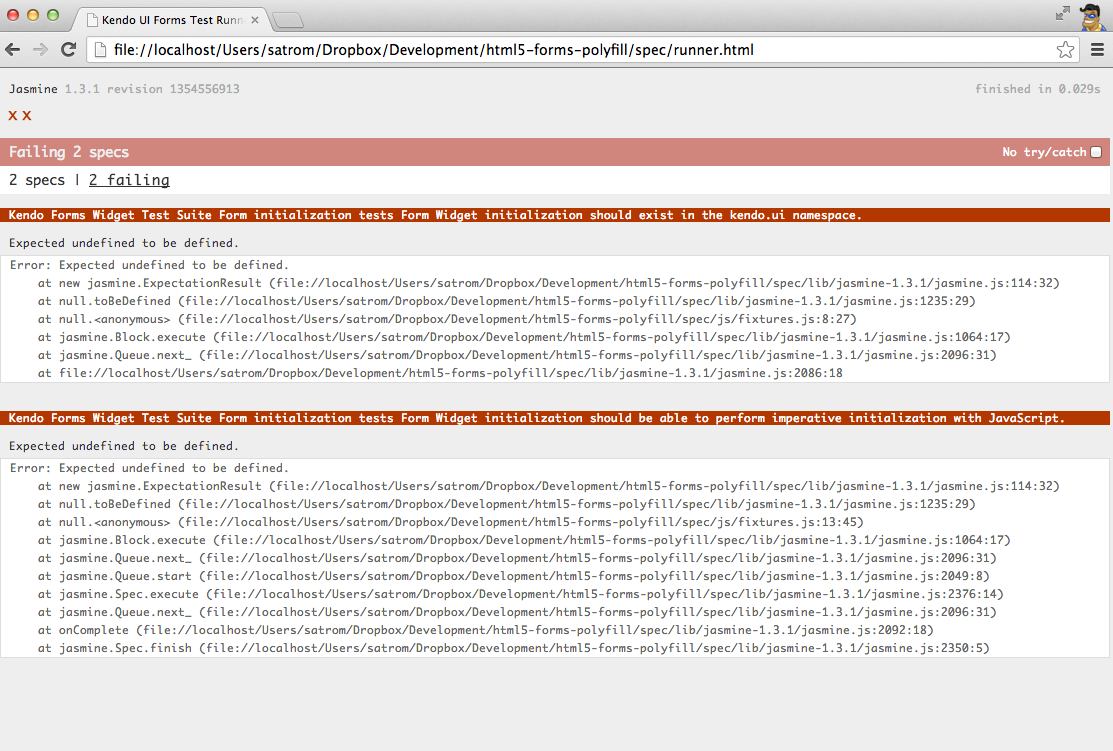 Kendo UI Forms Test Runn
file://localhost/Users/satrom/Dropbox/Development/html5-forms-polyfill/spec/runner.html
Jasmine 1.3.1 revision 1354556913
finished in 0.029s
x x
Failing 2 specs
No try/catch
2 specs | 2 failing
Kendo Forms Widget Test Suite Form initialization tests Form Widget initialization should exist in the kendo.ui namespace.
Expected undefined to be defined.
Error: Expected undefined to be defined.
at new jasmine.ExpectationResult (file://localhost/Users/satrom/Dropbox/Development/html5-forms-polyfill/spec/lib/jasmine-1.3.1/jasmine.js:114:32)
at null.toBeDefined (file://localhost/Users/satrom/Dropbox/Development/html5-forms-polyfill/spec/lib/jasmine-1.3.1/jasmine.js:1235:29)
at null.<anonymous> (file://localhost/Users/satrom/Dropbox/Development/html5-forms-polyfill/spec/js/fixtures.js:8:27)
at jasmine.Block.execute (file://localhost/Users/satrom/Dropbox/Development/html5-forms-polyfill/spec/lib/jasmine-1.3.1/jasmine.js:1064:17)
at jasmine.Queue.next_ (file://localhost/Users/satrom/Dropbox/Development/html5-forms-polyfill/spec/lib/jasmine-1.3.1/jasmine.js:2096:31)
at file://localhost/Users/satrom/Dropbox/Development/html5-forms-polyfill/spec/lib/jasmine-1.3.1/jasmine.js:2086:18
Kendo Forms Widget Test Suite Form initialization tests Form Widget initialization should be able to perform imperative initialization with JavaScript.
Expected undefined to be defined.
Error: Expected undefined to be defined.
at new jasmine.ExpectationResult (file://localhost/Users/satrom/Dropbox/Development/html5-forms-polyfill/spec/lib/jasmine-1.3.1/jasmine.js:114:32)
at null.toBeDefined (file://localhost/Users/satrom/Dropbox/Development/html5-forms-polyfill/spec/lib/jasmine-1.3.1/jasmine.js:1235:29)
at null.<anonymous> (file://localhost/Users/satrom/Dropbox/Development/html5-forms-polyfill/spec/js/fixtures.js:13:45)
at jasmine.Block.execute (file://localhost/Users/satrom/Dropbox/Development/html5-forms-polyfill/spec/lib/jasmine-1.3.1/jasmine.js:1064:17)
at jasmine.Queue.next_ (file://localhost/Users/satrom/Dropbox/Development/html5-forms-polyfill/spec/lib/jasmine-1.3.1/jasmine.js:2096:31)
at jasmine.Queue.start (file://localhost/Users/satrom/Dropbox/Development/html5-forms-polyfill/spec/lib/jasmine-1.3.1/jasmine.js:2049:8)
at jasmine.Spec.execute (file://localhost/Users/satrom/Dropbox/Development/html5-forms-polyfill/spec/lib/jasmine-1.3.1/jasmine.js:2376:14)
at jasmine.Queue.next_ (file://localhost/Users/satrom/Dropbox/Development/html5-forms-polyfill/spec/lib/jasmine-1.3.1/jasmine.js:2096:31)
at onComplete (file://localhost/Users/satrom/Dropbox/Development/html5-forms-polyfill/spec/lib/jasmine-1.3.1/jasmine.js:2092:18)
at jasmine.Spec.finish (file://localhost/Users/satrom/Dropbox/Development/html5-forms-polyfill/spec/lib/jasmine-1.3.1/jasmine.js:2350:5)